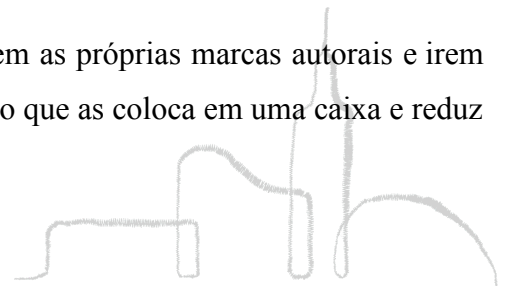 em as próprias marcas autorais e irem
o que as coloca em uma caixa e reduz